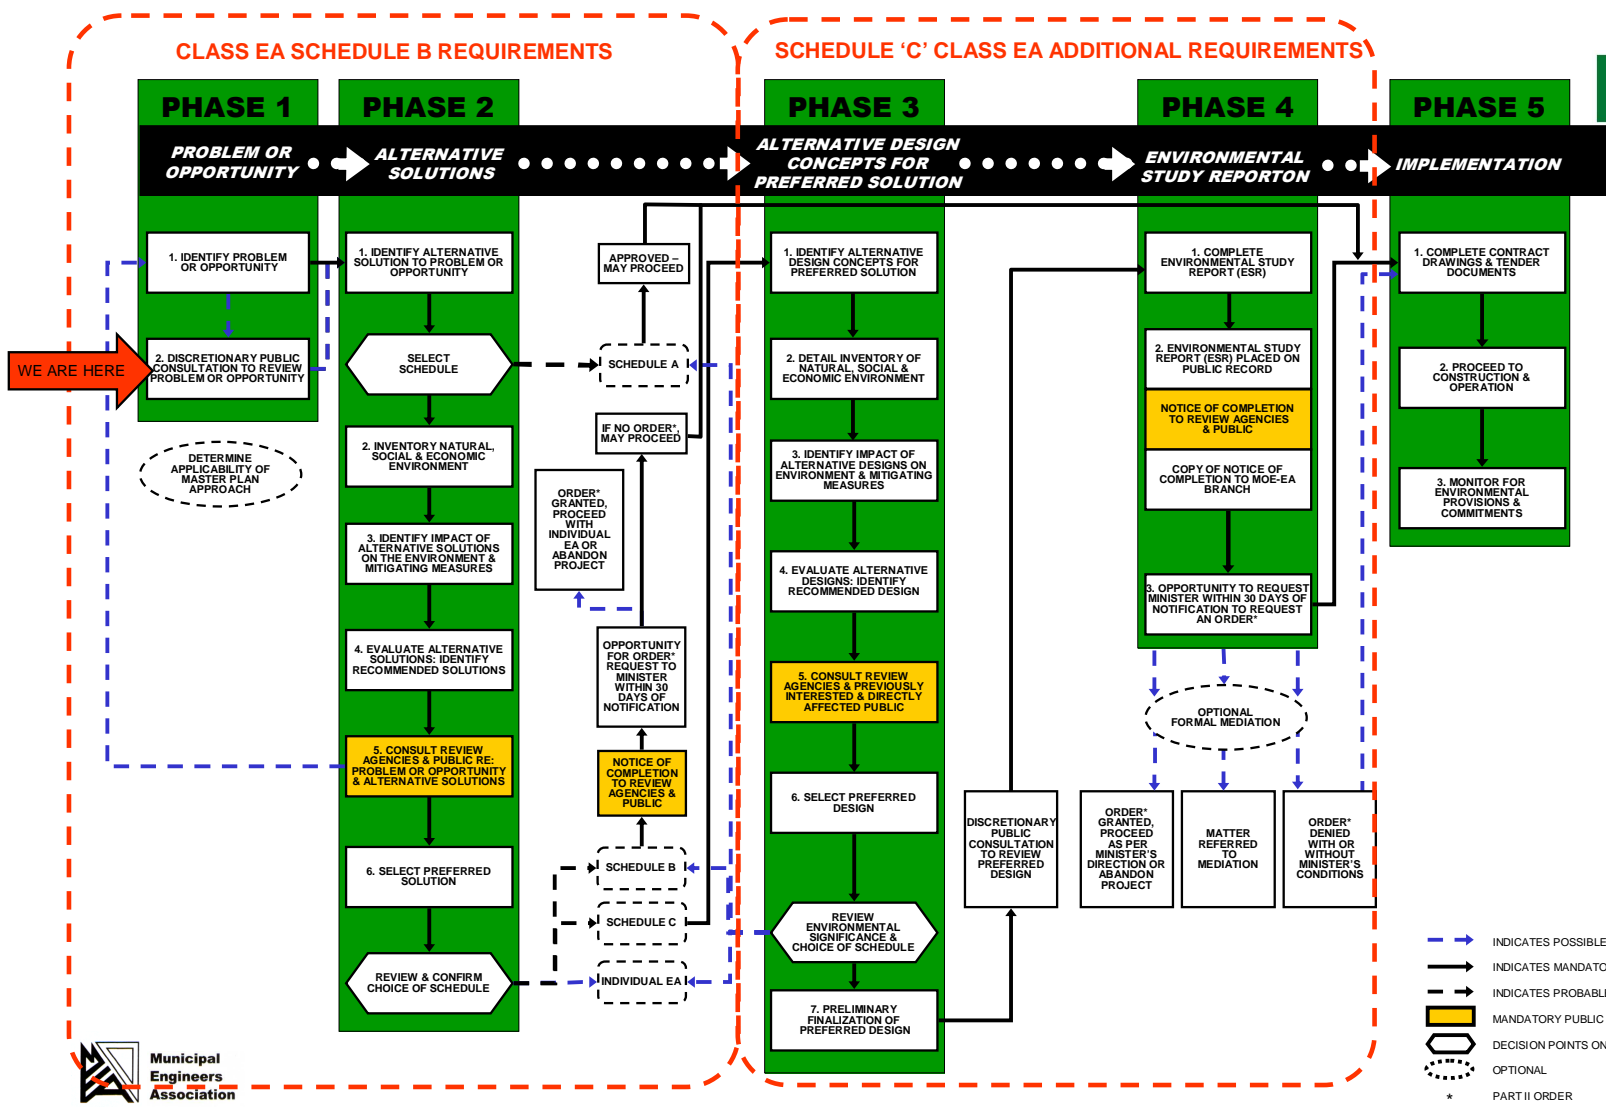 CLASS EA SCHEDULE B REQUIREMENTS
SCHEDULE ‘C’ CLASS EA ADDITIONAL REQUIREMENTS
PHASE 1
PHASE 2
PHASE 3
PHASE 4
PHASE 5
PROBLEM OR
OPPORTUNITY
ALTERNATIVE
SOLUTIONS
ALTERNATIVE DESIGN
CONCEPTS FOR
PREFERRED SOLUTION
ENVIRONMENTAL
STUDY REPORTON
IMPLEMENTATION
1. IDENTIFY PROBLEM
OR OPPORTUNITY
2. DISCRETIONARY PUBLIC
CONSULTATION TO REVIEW
PROBLEM OR OPPORTUNITY
WE ARE HERE
DETERMINE
APPLICABILITY OF
MASTER PLAN
APPROACH
1. IDENTIFY ALTERNATIVE
SOLUTION TO PROBLEM OR
OPPORTUNITY
SELECT
SCHEDULE
2. INVENTORY NATURAL,
SOCIAL & ECONOMIC
ENVIRONMENT
3. IDENTIFY IMPACT OF
ALTERNATIVE SOLUTIONS
ON THE ENVIRONMENT &
MITIGATING MEASURES
4. EVALUATE ALTERNATIVE
SOLUTIONS: IDENTIFY
RECOMMENDED SOLUTIONS
5. CONSULT REVIEW
AGENCIES & PUBLIC RE:
PROBLEM OR OPPORTUNITY
& ALTERNATIVE SOLUTIONS
6. SELECT PREFERRED
SOLUTION
REVIEW & CONFIRM
CHOICE OF SCHEDULE
APPROVED –
MAY PROCEED
SCHEDULE A
IF NO ORDER*,
MAY PROCEED
ORDER*
GRANTED,
PROCEED
WITH
INDIVIDUAL
EA OR
ABANDON
PROJECT
OPPORTUNITY
FOR ORDER*
REQUEST TO
MINISTER
WITHIN 30
DAYS OF
NOTIFICATION
NOTICE OF
COMPLETION
TO REVIEW
AGENCIES &
PUBLIC
SCHEDULE B
SCHEDULE C
INDIVIDUAL EA
1. IDENTIFY ALTERNATIVE
DESIGN CONCEPTS FOR
PREFERRED SOLUTION
2. DETAIL INVENTORY OF
NATURAL, SOCIAL &
ECONOMIC ENVIRONMENT
3. IDENTIFY IMPACT OF
ALTERNATIVE DESIGNS ON
ENVIRONMENT & MITIGATING
MEASURES
4. EVALUATE ALTERNATIVE
DESIGNS: IDENTIFY
RECOMMENDED DESIGN
5. CONSULT REVIEW
AGENCIES & PREVIOUSLY
INTERESTED & DIRECTLY
AFFECTED PUBLIC
6. SELECT PREFERRED
DESIGN
REVIEW
ENVIRONMENTAL
SIGNIFICANCE &
CHOICE OF SCHEDULE
7. PRELIMINARY
FINALIZATION OF
PREFERRED DESIGN
DISCRETIONARY
PUBLIC
CONSULTATION
TO REVIEW
PREFERRED
DESIGN
1. COMPLETE
ENVIRONMENTAL STUDY
REPORT (ESR)
2. ENVIRONMENTAL STUDY
REPORT (ESR) PLACED ON
PUBLIC RECORD
NOTICE OF COMPLETION
TO REVIEW AGENCIES
& PUBLIC
COPY OF NOTICE OF
COMPLETION TO MOE-EA
BRANCH
3. OPPORTUNITY TO REQUEST
MINISTER WITHIN 30 DAYS OF
NOTIFICATION TO REQUEST
AN ORDER*
OPTIONAL
FORMAL MEDIATION
ORDER*
GRANTED,
PROCEED
AS PER
MINISTER'S
DIRECTION OR
ABANDON
PROJECT
MATTER
REFERRED
TO
MEDIATION
ORDER*
DENIED
WITH OR
WITHOUT
MINISTER'S
CONDITIONS
1. COMPLETE CONTRACT
DRAWINGS & TENDER
DOCUMENTS
2. PROCEED TO
CONSTRUCTION &
OPERATION
3. MONITOR FOR
ENVIRONMENTAL
PROVISIONS &
COMMITMENTS
INDICATES POSSIBLE
INDICATES MANDATO
INDICATES PROBABLE
MANDATORY PUBLIC
DECISION POINTS ON
OPTIONAL
* PART II ORDER
Municipal
Engineers
Association